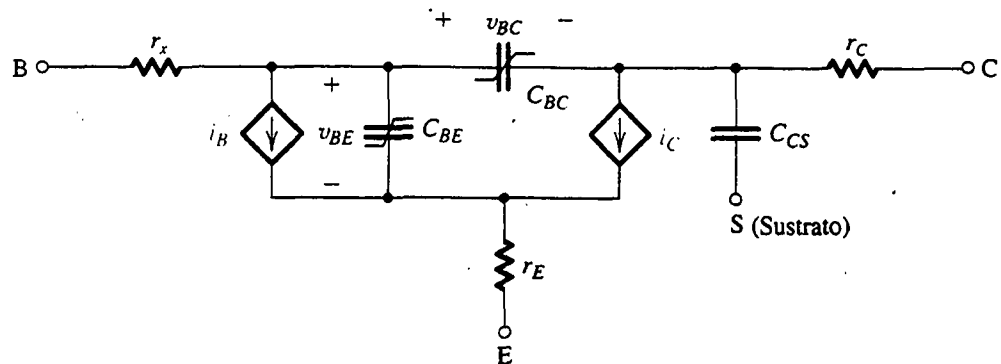 + v_BC −
r_x
r_C
B
C
+
C_BC
i_B
v_BE
C_BE
i_C
C_CS
−
S (Sustrato)
r_E
E